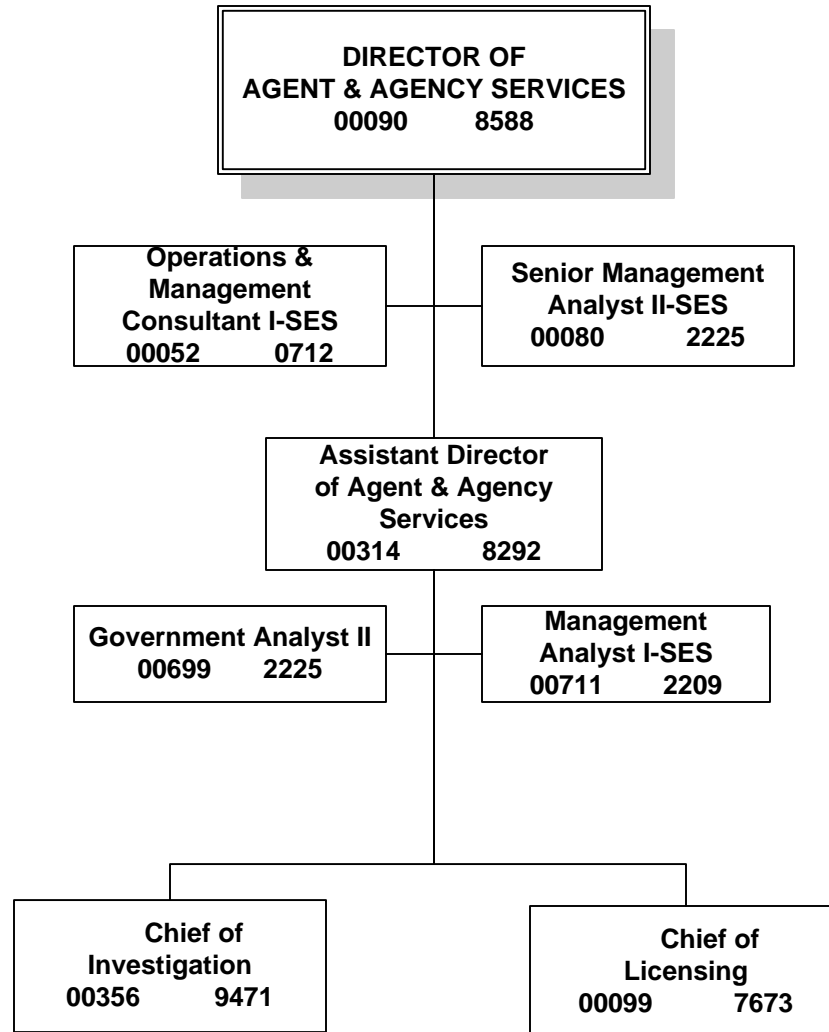 DIRECTOR OF
AGENT & AGENCY SERVICES
00090 8588
Operations &
Management
Consultant I-SES
00052 0712
Senior Management
Analyst II-SES
00080 2225
Assistant Director
of Agent & Agency
Services
00314 8292
Government Analyst II
00699 2225
Management
Analyst I-SES
00711 2209
Chief of
Investigation
00356 9471
Chief of
Licensing
00099 7673